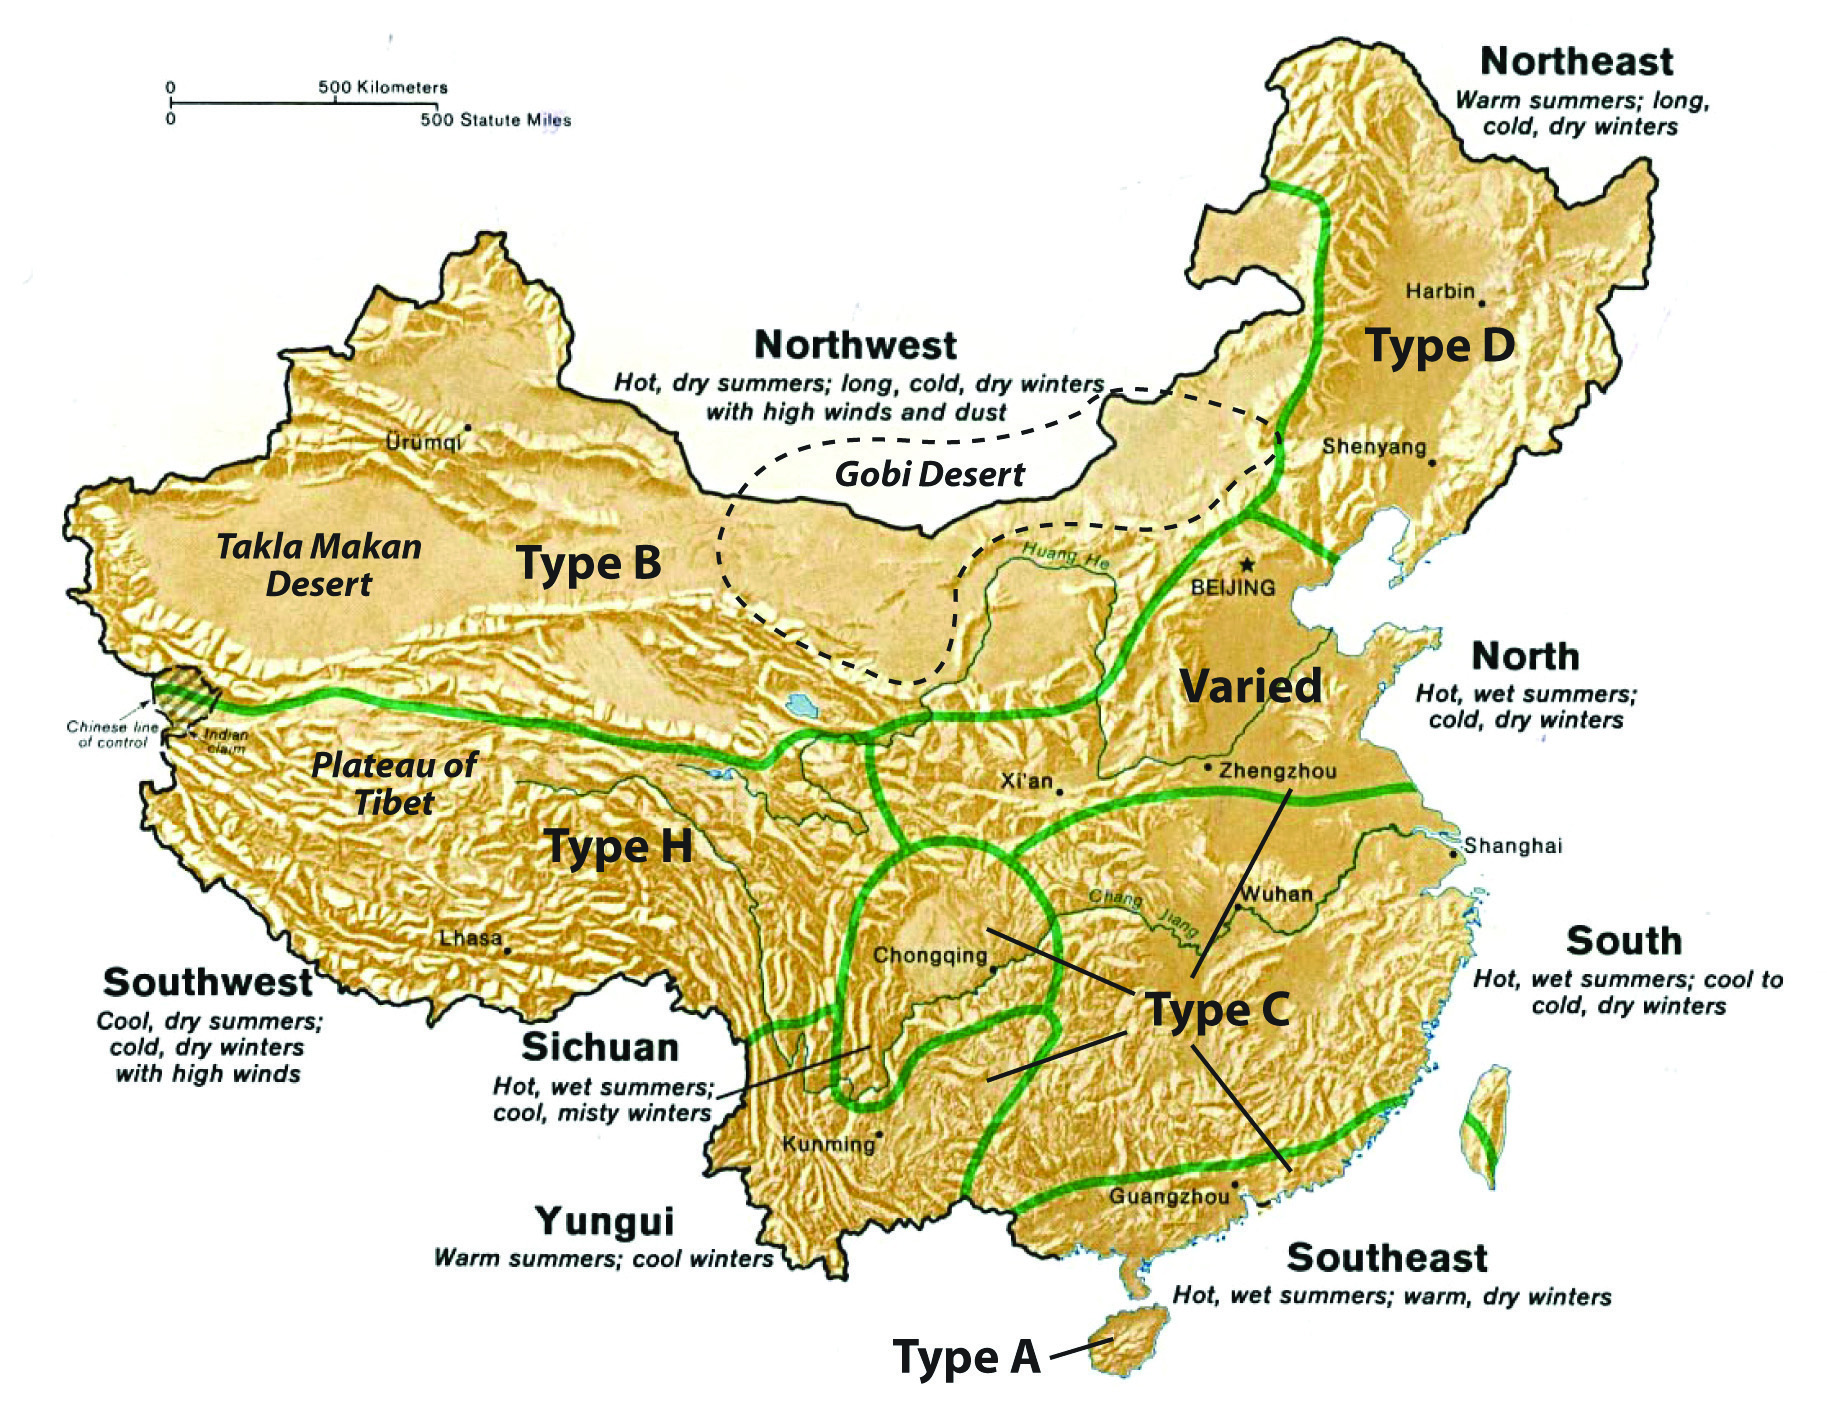 0 500 Kilometers
0 500 Statute Miles
Northeast
Warm summers; long,
cold, dry winters
Harbin
Type D
Northwest
Hot, dry summers; long, cold, dry winters
with high winds and dust
Gobi Desert
Ürümqi
Shenyang
Takla Makan
Desert
Type B
Huang He
BEIJING
North
Hot, wet summers;
cold, dry winters
Varied
Chinese line
of control
Indian
claim
Plateau of
Tibet
Xi'an
Zhengzhou
Type H
Shanghai
Chang Jiang
Wuhan
Lhasa
Chongqing
South
Hot, wet summers; cool to
cold, dry winters
Southwest
Cool, dry summers;
cold, dry winters
with high winds
Type C
Sichuan
Hot, wet summers;
cool, misty winters
Kunming
Guangzhou
Yungui
Warm summers; cool winters
Southeast
Hot, wet summers; warm, dry winters
Type A